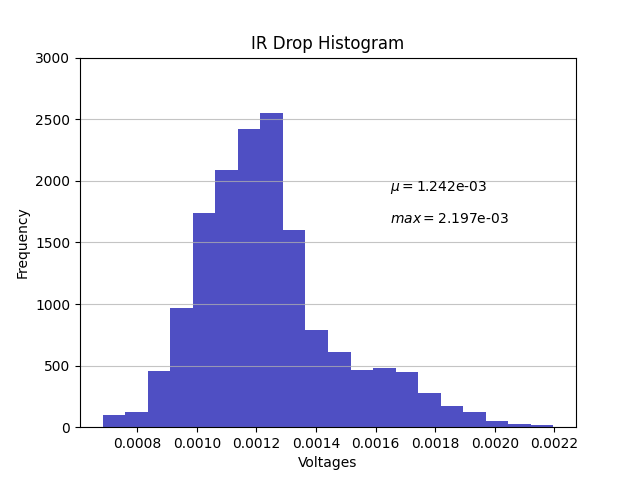 IR Drop Histogram
3000
2500
2000
1500
1000
500
0
Frequency
μ = 1.242e-03
max = 2.197e-03
0.0008 0.0010 0.0012 0.0014 0.0016 0.0018 0.0020 0.0022
Voltages